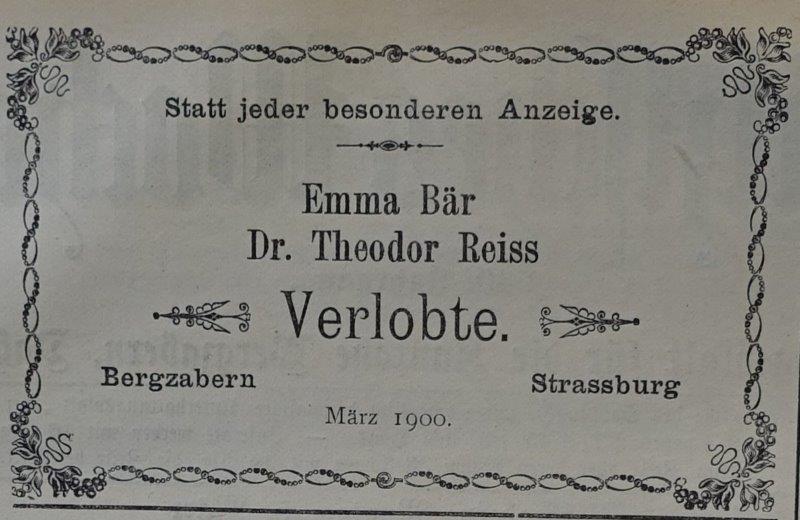 Statt jeder besonderen Anzeige.
Emma Bär
Dr. Theodor Reiss
Verlobte.
Bergzabern Strassburg
März 1900.